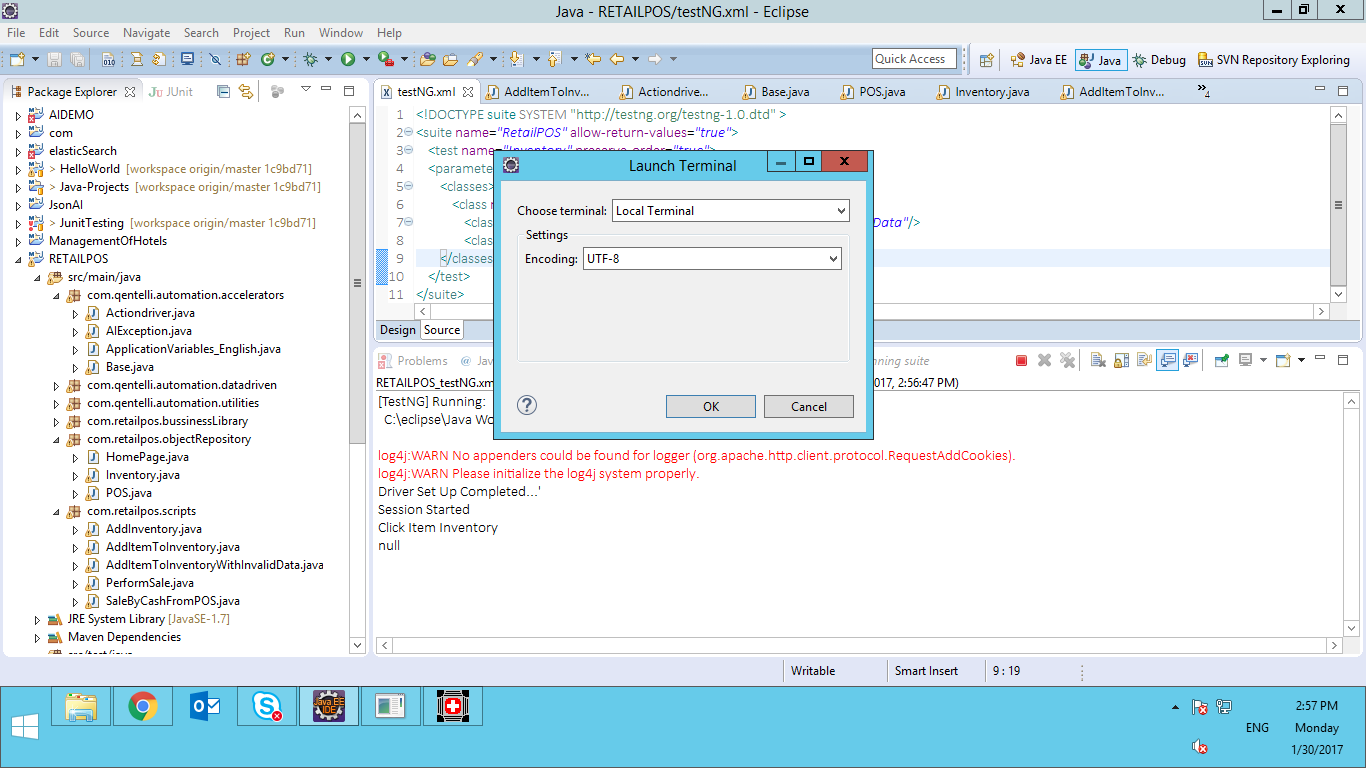 Java - RETAILPOS/testNG.xml - Eclipse
File Edit Source Navigate Search Project Run Window Help
Quick Access
Java EE
Java
Debug
SVN Repository Exploring
Package Explorer
JUnit
AIDEMO
com
elasticSearch
> HelloWorld [workspace origin/master 1c9bd71]
> Java-Projects [workspace origin/master 1c9bd71]
JsonAI
> JunitTesting [workspace origin/master 1c9bd71]
ManagementOfHotels
RETAILPOS
src/main/java
com.qentelli.automation.accelerators
Actiondriver.java
AIException.java
ApplicationVariables_English.java
Base.java
com.qentelli.automation.datadriven
com.qentelli.automation.utilities
com.retailpos.bussinessLibrary
com.retailpos.objectRepository
HomePage.java
Inventory.java
POS.java
com.retailpos.scripts
AddInventory.java
AddItemToInventory.java
AddItemToInventoryWithInvalidData.java
PerformSale.java
SaleByCashFromPOS.java
JRE System Library [JavaSE-1.7]
Maven Dependencies
src/test/java
testNG.xml
AddItemToInv...
Actiondrive...
Base.java
POS.java
Inventory.java
AddItemToInv...
»4
1 <!DOCTYPE suite SYSTEM "http://testng.org/testng-1.0.dtd" >
2 <suite name="RetailPOS" allow-return-values="true">
3 <test name="Inventory" preserve-order="true">
4 <paramete
5 <classes>
6 <class n
7 <clas Data"/>
8 <clas
9 </classes
10 </test>
11 </suite>
Design Source
Launch Terminal
Choose terminal: Local Terminal
Settings
Encoding: UTF-8
OK
Cancel
Problems
@ Jav
nning suite
RETAILPOS_testNG.xm 2017, 2:56:47 PM)
[TestNG] Running:
C:\eclipse\Java Wo
log4j:WARN No appenders could be found for logger (org.apache.http.client.protocol.RequestAddCookies).
log4j:WARN Please initialize the log4j system properly.
Driver Set Up Completed...'
Session Started
Click Item Inventory
null
Writable
Smart Insert
9 : 19
Java EE
IDE
ENG
2:57 PM
Monday
1/30/2017